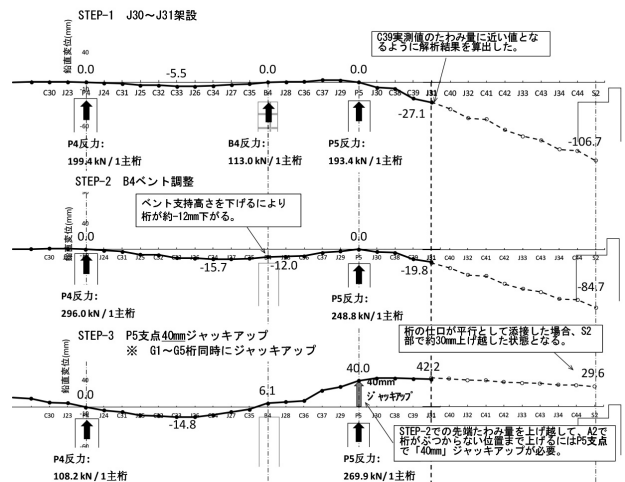 STEP-1 J30～J31架設
C39実測値のたわみ量に近い値となるように解析結果を算出した。
鉛直変位(mm)
40
0.0
-5.5
0.0
0.0
-27.1
-106.7
C30 J23 P4 C31 J25 C32 J26 C33 J26 C34 J27 C35 B4 J28 C36 C37 J29 P5 J30 C38 C39 J31 C40 J32 C41 J32 C42 J33 C43 J34 C44 S2
P4反力:
199.4 kN / 1主桁
B4反力:
113.0 kN / 1主桁
P5反力:
193.4 kN / 1主桁
STEP-2 B4ベント調整
ベント支持高さを下げるにより桁が約-12mm下がる。
鉛直変位(mm)
40
0.0
-15.7
-12.0
0.0
-19.8
-84.7
P4反力:
296.0 kN / 1主桁
P5反力:
248.8 kN / 1主桁
STEP-3 P5支点40mmジャッキアップ
※ G1～G5桁同時にジャッキアップ
桁の仕口が平行として添接した場合、S2部で約30mm上げ越した状態となる。
鉛直変位(mm)
40
0.0
-14.8
6.1
40.0
42.2
29.6
40mm
ジャッキアップ
STEP-2での先端たわみ量を上げ越して、A2で桁がぶつからない位置まで上げるにはP5支点で「40mm」ジャッキアップが必要。
P4反力:
108.2 kN / 1主桁
P5反力:
269.9 kN / 1主桁